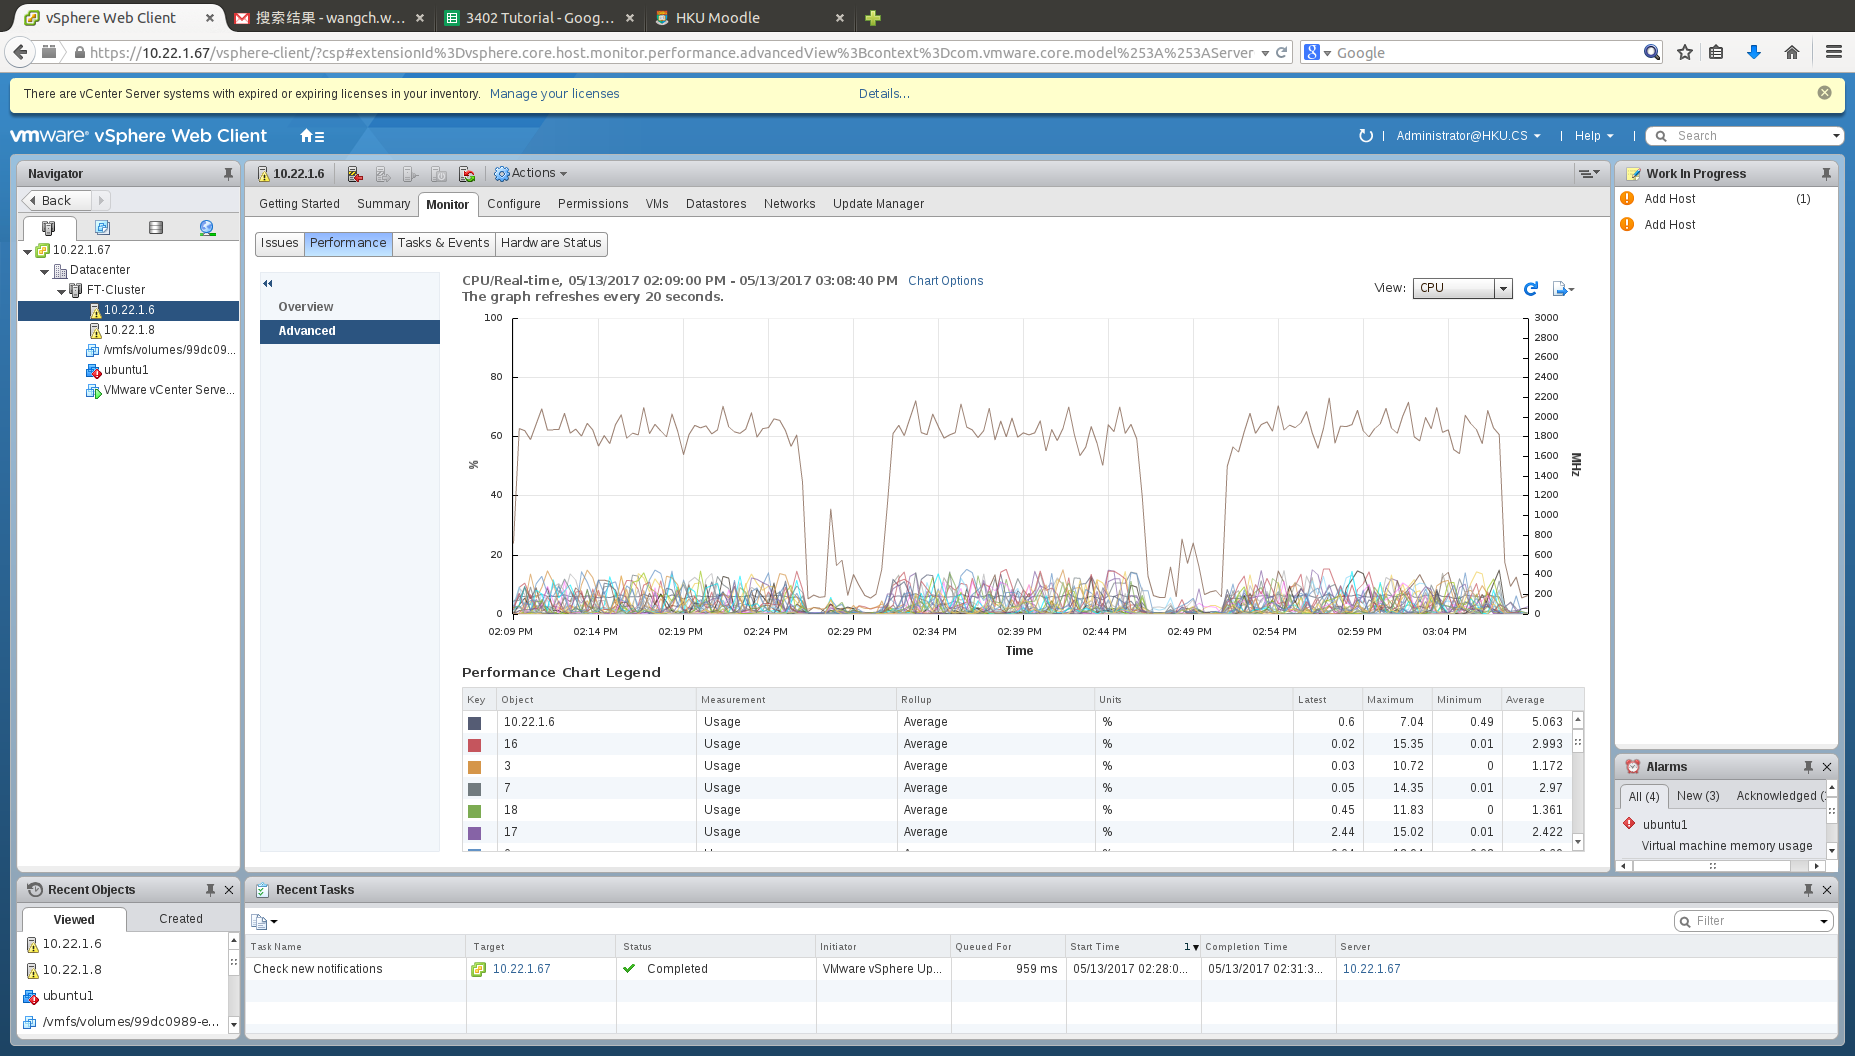 vSphere Web Client
搜索结果 - wangch.w...
3402 Tutorial - Goog...
HKU Moodle
https://10.22.1.67/vsphere-client/?csp#extensionId%3Dvsphere.core.host.monitor.performance.advancedView%3Bcontext%3Dcom.vmware.core.model%253A%253AServer
Google
There are vCenter Server systems with expired or expiring licenses in your inventory. Manage your licenses Details...
vmware vSphere Web Client
Administrator@HKU.CS
Help
Search
Navigator
Back
10.22.1.67
Datacenter
FT-Cluster
10.22.1.6
10.22.1.8
/vmfs/volumes/99dc09...
ubuntu1
VMware vCenter Serve...
10.22.1.6
Actions
Getting Started Summary Monitor Configure Permissions VMs Datastores Networks Update Manager
Issues Performance Tasks & Events Hardware Status
Overview
Advanced
CPU/Real-time, 05/13/2017 02:09:00 PM - 05/13/2017 03:08:40 PM Chart Options
The graph refreshes every 20 seconds.
View: CPU
100
80
60
40
20
0
%
3000
2800
2600
2400
2200
2000
1800
1600
1400
1200
1000
800
600
400
200
0
MHz
02:09 PM 02:14 PM 02:19 PM 02:24 PM 02:29 PM 02:34 PM 02:39 PM 02:44 PM 02:49 PM 02:54 PM 02:59 PM 03:04 PM
Time
Performance Chart Legend
Key Object Measurement Rollup Units Latest Maximum Minimum Average
10.22.1.6 Usage Average % 0.6 7.04 0.49 5.063
16 Usage Average % 0.02 15.35 0.01 2.993
3 Usage Average % 0.03 10.72 0 1.172
7 Usage Average % 0.05 14.35 0.01 2.97
18 Usage Average % 0.45 11.83 0 1.361
17 Usage Average % 2.44 15.02 0.01 2.422
Work In Progress
Add Host (1)
Add Host
Alarms
All (4) New (3) Acknowledged (
ubuntu1
Virtual machine memory usage
Recent Objects
Viewed Created
10.22.1.6
10.22.1.8
ubuntu1
/vmfs/volumes/99dc0989-e...
Recent Tasks
Filter
Task Name Target Status Initiator Queued For Start Time 1 Completion Time Server
Check new notifications 10.22.1.67 Completed VMware vSphere Up... 959 ms 05/13/2017 02:28:0... 05/13/2017 02:31:3... 10.22.1.67